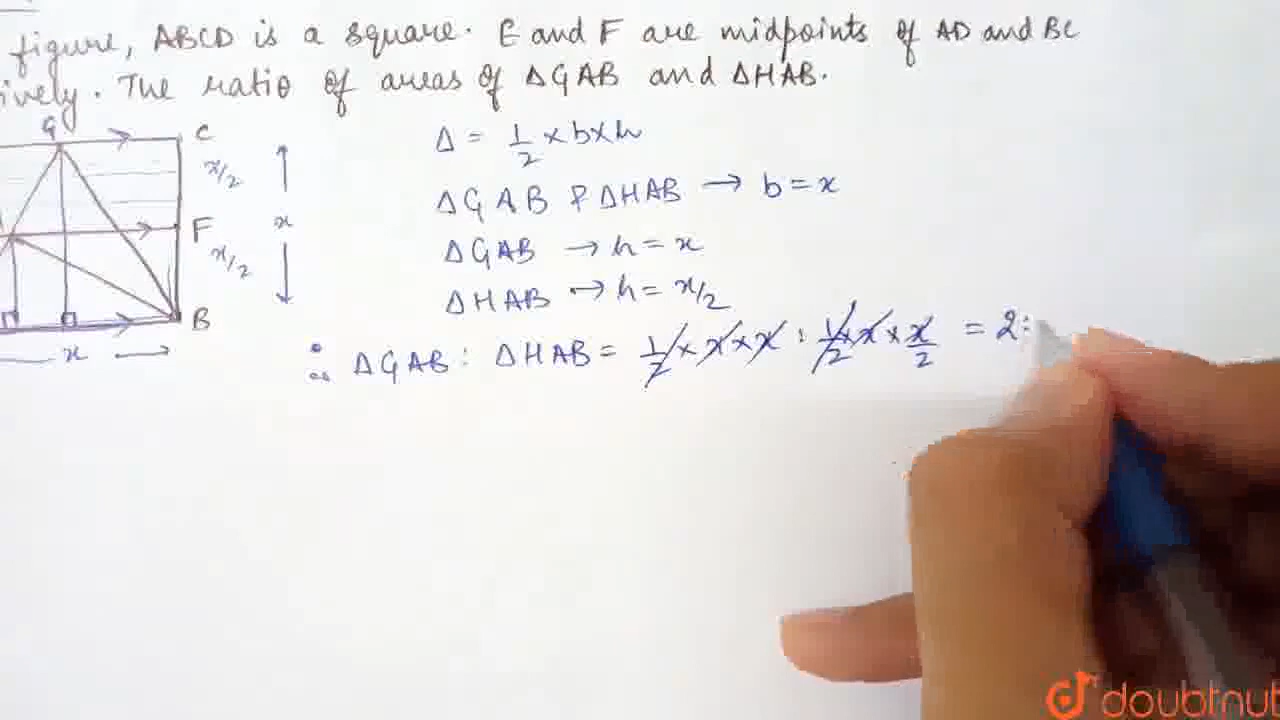 figure, ABCD is a square. E and F are midpoints of AD and BC
ively. The ratio of areas of ΔGAB and ΔHAB.
G
C
x/2
F
x
x/2
B
x
Δ = 1/2 × b × h
ΔGAB & ΔHAB → b = x
ΔGAB → h = x
ΔHAB → h = x/2
∴ ΔGAB : ΔHAB = 1/2 × x × x : 1/2 × x × x/2 = 2:
doubtnut